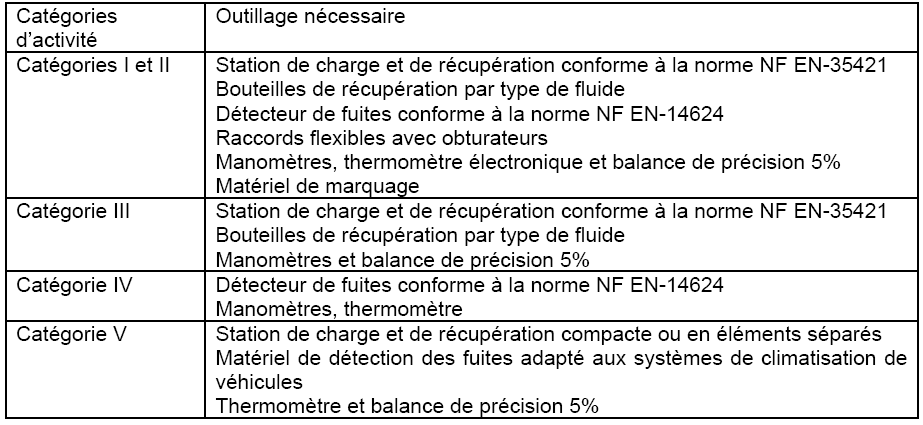 Catégories
d'activité
Outillage nécessaire
Catégories I et II
Station de charge et de récupération conforme à la norme NF EN-35421
Bouteilles de récupération par type de fluide
Détecteur de fuites conforme à la norme NF EN-14624
Raccords flexibles avec obturateurs
Manomètres, thermomètre électronique et balance de précision 5%
Matériel de marquage
Catégorie III
Station de charge et de récupération conforme à la norme NF EN-35421
Bouteilles de récupération par type de fluide
Manomètres et balance de précision 5%
Catégorie IV
Détecteur de fuites conforme à la norme NF EN-14624
Manomètres, thermomètre
Catégorie V
Station de charge et de récupération compacte ou en éléments séparés
Matériel de détection des fuites adapté aux systèmes de climatisation de
véhicules
Thermomètre et balance de précision 5%